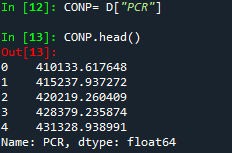 In [12]: CONP= D["PCR"]
In [13]: CONP.head()
Out[13]:
0    410133.617648
1    415237.937272
2    420219.260409
3    428379.235874
4    431328.938991
Name: PCR, dtype: float64